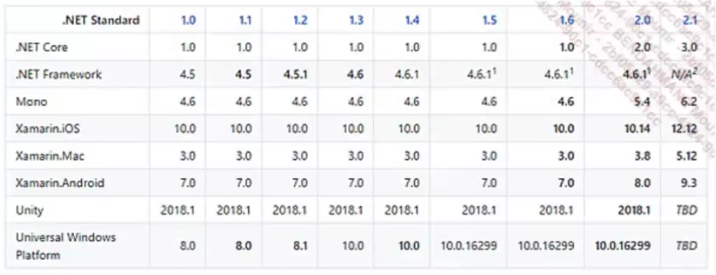 .NET Standard 1.0 1.1 1.2 1.3 1.4 1.5 1.6 2.0 2.1
.NET Core 1.0 1.0 1.0 1.0 1.0 1.0 1.0 2.0 3.0
.NET Framework 4.5 4.5 4.5.1 4.6 4.6.1 4.6.1¹ 4.6.1¹ 4.6.1¹ N/A²
Mono 4.6 4.6 4.6 4.6 4.6 4.6 4.6 5.4 6.2
Xamarin.iOS 10.0 10.0 10.0 10.0 10.0 10.0 10.0 10.14 12.12
Xamarin.Mac 3.0 3.0 3.0 3.0 3.0 3.0 3.0 3.8 5.12
Xamarin.Android 7.0 7.0 7.0 7.0 7.0 7.0 7.0 8.0 9.3
Unity 2018.1 2018.1 2018.1 2018.1 2018.1 2018.1 2018.1 2018.1 TBD
Universal Windows
Platform 8.0 8.0 8.1 10.0 10.0 10.0.16299 10.0.16299 10.0.16299 TBD